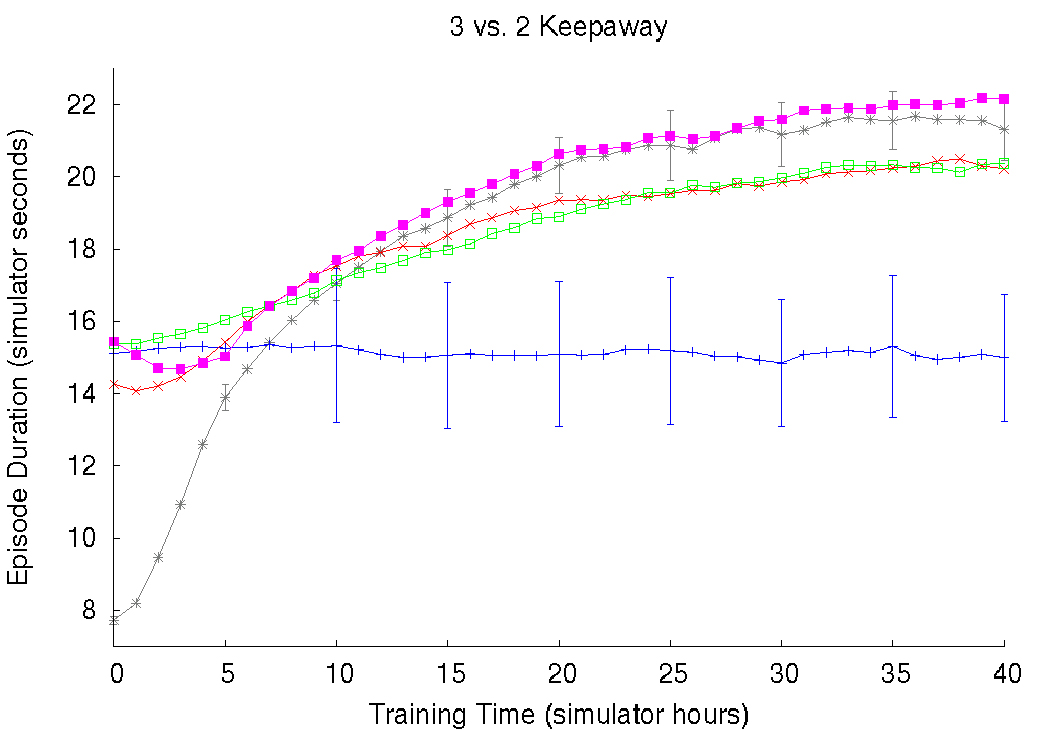 3 vs. 2 Keepaway
Episode Duration (simulator seconds)
22
20
18
16
14
12
10
8
0 5 10 15 20 25 30 35 40
Training Time (simulator hours)